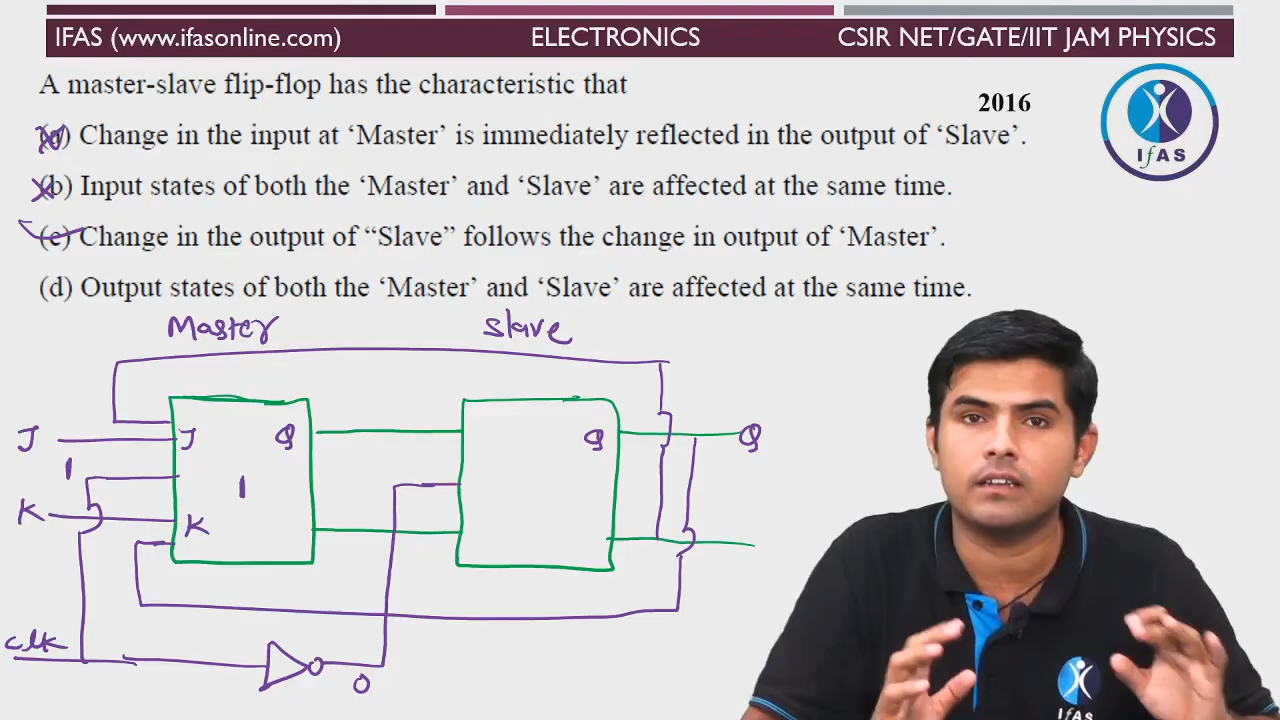 IFAS (www.ifasonline.com) ELECTRONICS CSIR NET/GATE/IIT JAM PHYSICS
A master-slave flip-flop has the characteristic that
2016
(a) Change in the input at ‘Master’ is immediately reflected in the output of ‘Slave’.
IfAS
(b) Input states of both the ‘Master’ and ‘Slave’ are affected at the same time.
(c) Change in the output of “Slave” follows the change in output of ‘Master’.
(d) Output states of both the ‘Master’ and ‘Slave’ are affected at the same time.
Master slave
J J Q Q Q
1 1
K K
clk
0
IfAS